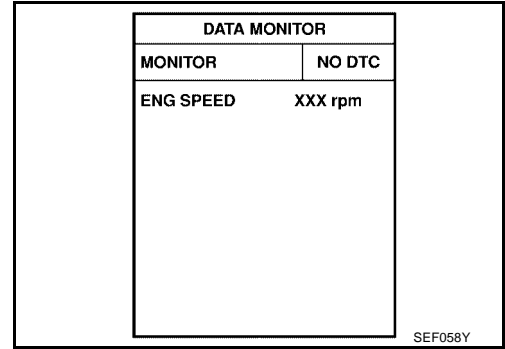 DATA MONITOR
MONITOR NO DTC
ENG SPEED XXX rpm
SEF058Y